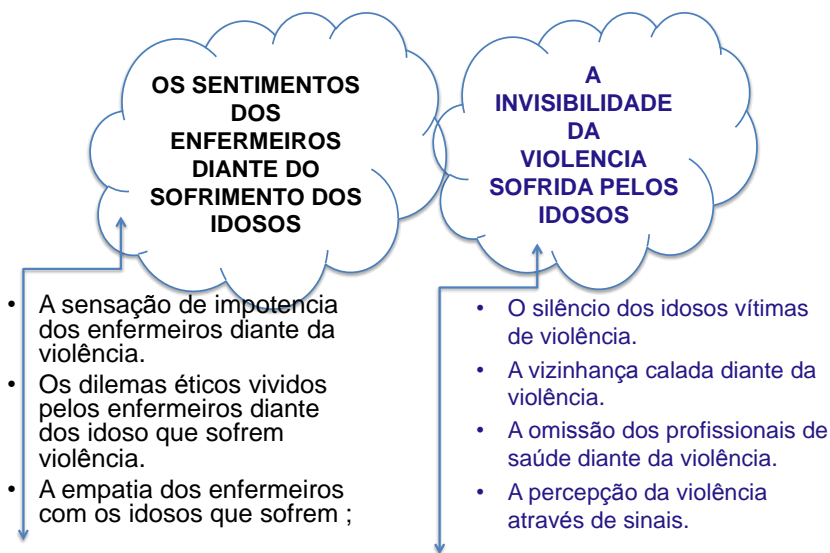 OS SENTIMENTOS
DOS
ENFERMEIROS
DIANTE DO
SOFRIMENTO DOS
IDOSOS
• A sensação de impotencia
dos enfermeiros diante da
violência.
• Os dilemas éticos vividos
pelos enfermeiros diante
dos idoso que sofrem
violência.
• A empatia dos enfermeiros
com os idosos que sofrem ;
A
INVISIBILIDADE
DA
VIOLENCIA
SOFRIDA PELOS
IDOSOS
• O silêncio dos idosos vítimas
de violência.
• A vizinhança calada diante da
violência.
• A omissão dos profissionais de
saúde diante da violência.
• A percepção da violência
através de sinais.